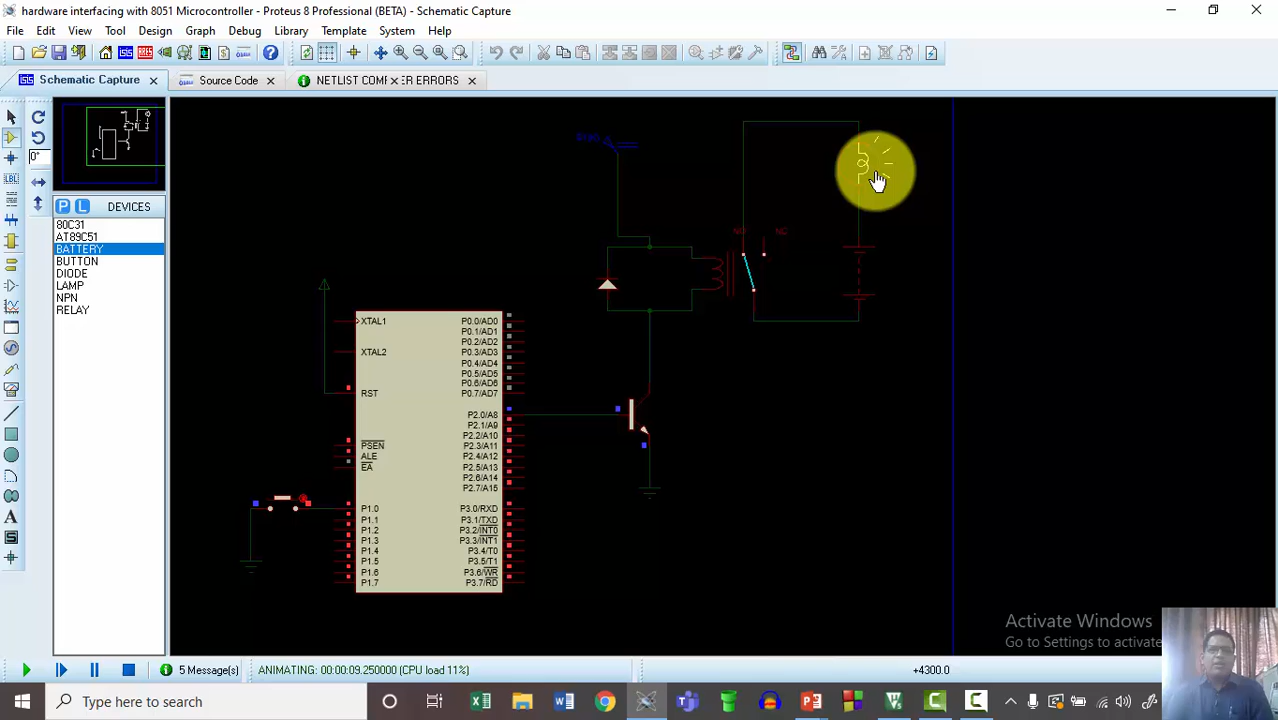 hardware interfacing with 8051 Microcontroller - Proteus 8 Professional (BETA) - Schematic Capture
File Edit View Tool Design Graph Debug Library Template System Help
Schematic Capture
Source Code
NETLIST COMP
ER ERRORS
0°
P L DEVICES
80C31
AT89C51
BATTERY
BUTTON
DIODE
LAMP
NPN
RELAY
NC
XTAL1
XTAL2
RST
PSEN
ALE
EA
P1.0
P1.1
P1.2
P1.3
P1.4
P1.5
P1.6
P1.7
P0.0/AD0
P0.1/AD1
P0.2/AD2
P0.3/AD3
P0.4/AD4
P0.5/AD5
P0.6/AD6
P0.7/AD7
P2.0/A8
P2.1/A9
P2.2/A10
P2.3/A11
P2.4/A12
P2.5/A13
P2.6/A14
P2.7/A15
P3.0/RXD
P3.1/TXD
P3.2/INT0
P3.3/INT1
P3.4/T0
P3.5/T1
P3.6/WR
P3.7/RD
Activate Windows
Go to Settings to activate
5 Message(s)
ANIMATING: 00:00:09.250000 (CPU load 11%)
+4300.0
Type here to search